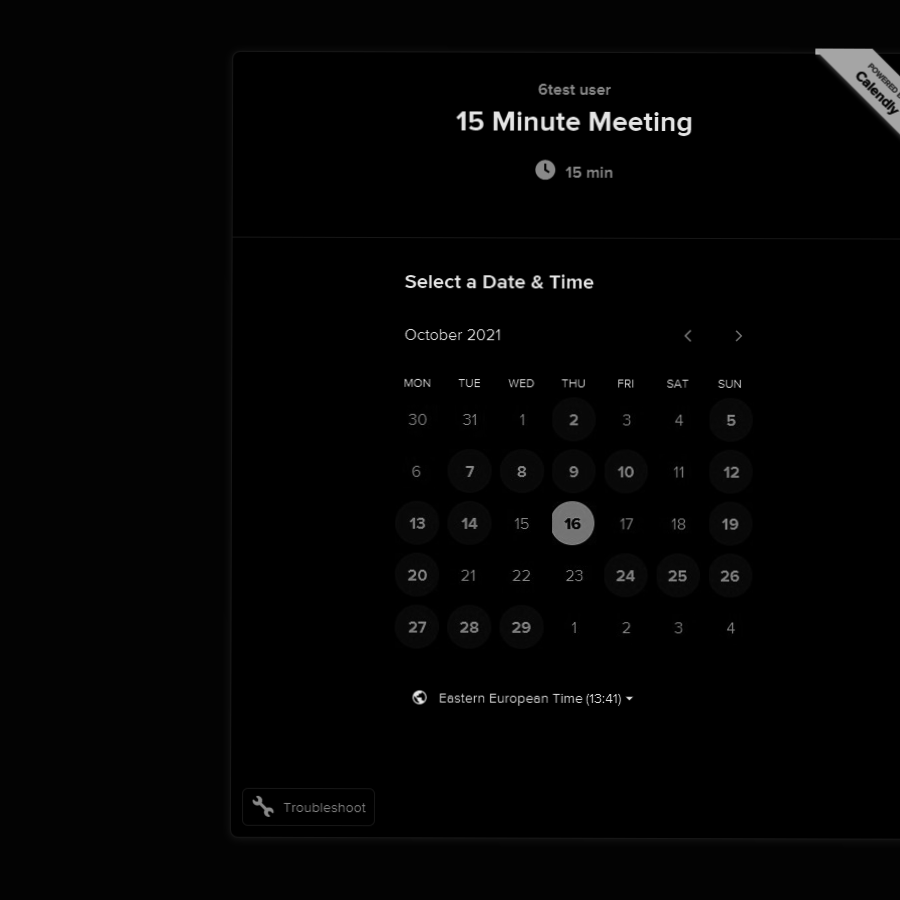 POWERED
Calendly
6test user
15 Minute Meeting
15 min
Select a Date & Time
October 2021
MON TUE WED THU FRI SAT SUN
30 31 1 2 3 4 5
6 7 8 9 10 11 12
13 14 15 16 17 18 19
20 21 22 23 24 25 26
27 28 29 1 2 3 4
Eastern European Time (13:41)
Troubleshoot